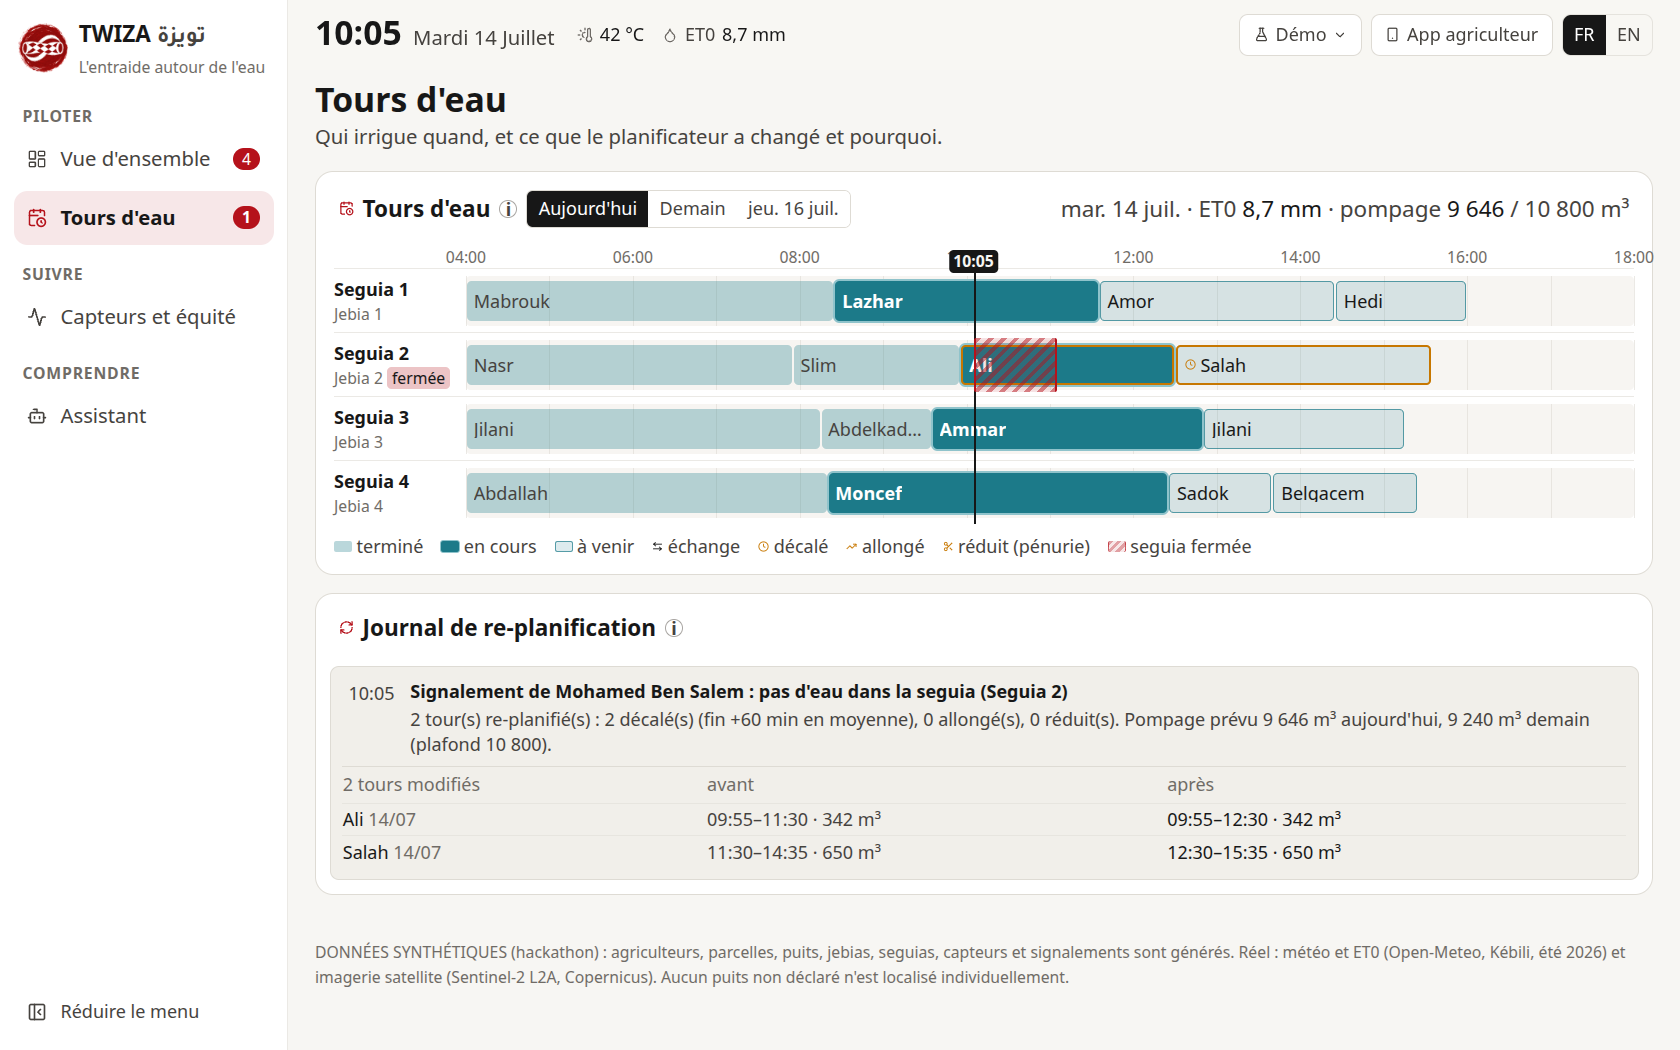 TWIZA تويزة
L'entraide autour de l'eau
PILOTER
Vue d'ensemble 4
Tours d'eau 1
SUIVRE
Capteurs et équité
COMPRENDRE
Assistant
Réduire le menu
10:05 Mardi 14 Juillet 42 °C ET0 8,7 mm
Démo App agriculteur FR EN
Tours d'eau
Qui irrigue quand, et ce que le planificateur a changé et pourquoi.
Tours d'eau i Aujourd'hui Demain jeu. 16 juil. mar. 14 juil. · ET0 8,7 mm · pompage 9 646 / 10 800 m³
04:00 06:00 08:00 10:05 12:00 14:00 16:00 18:00
Seguia 1 Mabrouk Lazhar Amor Hedi
Jebia 1
Seguia 2 Nasr Slim Ali Salah
Jebia 2 fermée
Seguia 3 Jilani Abdelkad... Ammar Jilani
Jebia 3
Seguia 4 Abdallah Moncef Sadok Belgacem
Jebia 4
terminé en cours à venir échange décalé allongé réduit (pénurie) seguia fermée
Journal de re-planification i
10:05 Signalement de Mohamed Ben Salem : pas d'eau dans la seguia (Seguia 2)
2 tour(s) re-planifié(s) : 2 décalé(s) (fin +60 min en moyenne), 0 allongé(s), 0 réduit(s). Pompage prévu 9 646 m³ aujourd'hui, 9 240 m³ demain
(plafond 10 800).
2 tours modifiés avant après
Ali 14/07 09:55–11:30 · 342 m³ 09:55–12:30 · 342 m³
Salah 14/07 11:30–14:35 · 650 m³ 12:30–15:35 · 650 m³
DONNÉES SYNTHÉTIQUES (hackathon) : agriculteurs, parcelles, puits, jebias, seguias, capteurs et signalements sont générés. Réel : météo et ET0 (Open-Meteo, Kébili, été 2026) et
imagerie satellite (Sentinel-2 L2A, Copernicus). Aucun puits non déclaré n'est localisé individuellement.